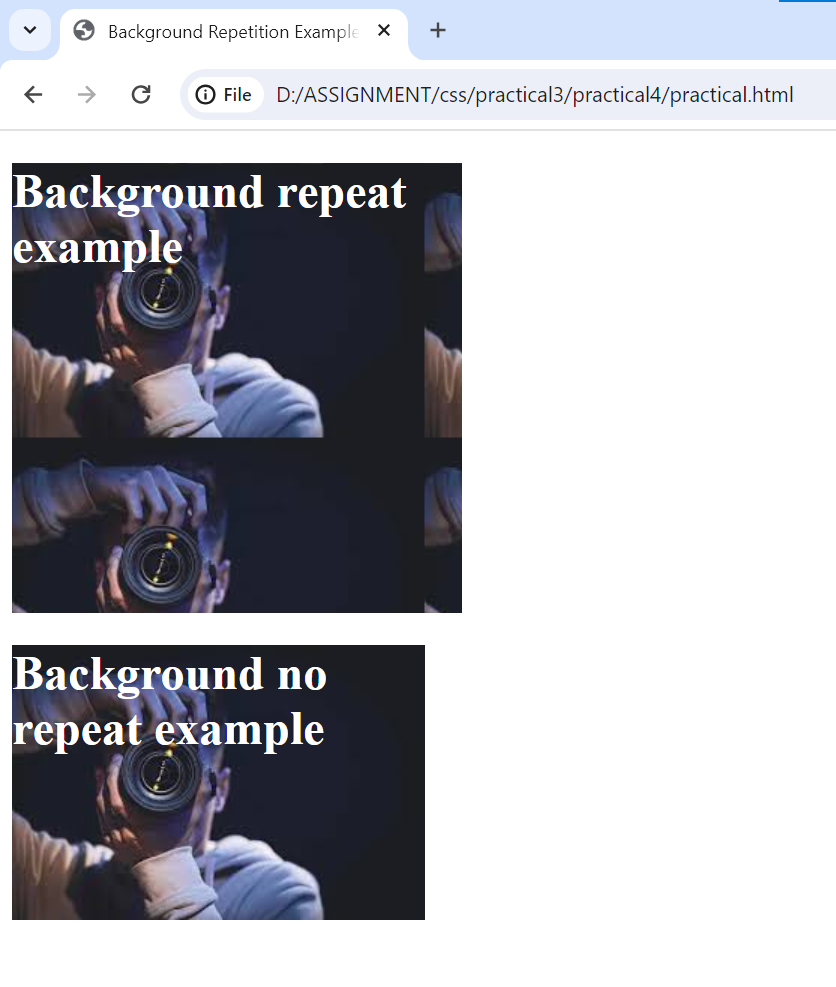 Background Repetition Example
File D:/ASSIGNMENT/css/practical3/practical4/practical.html
Background repeat
example
Background no
repeat example